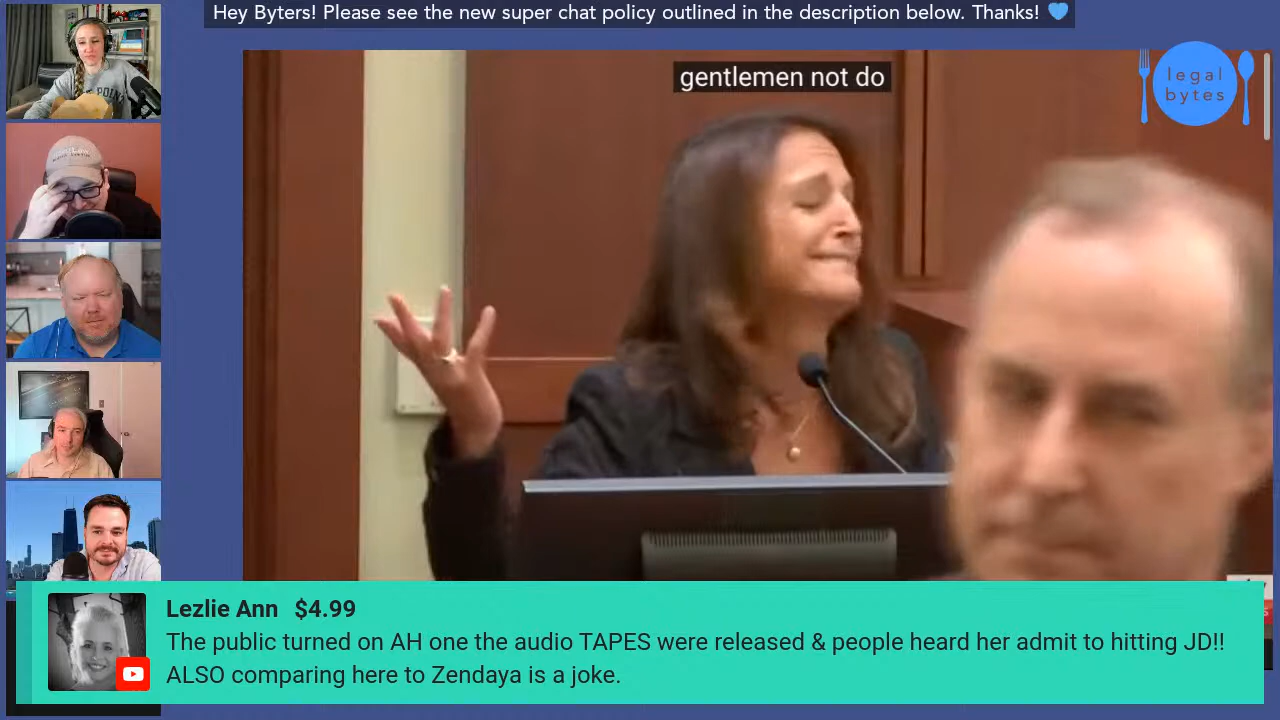 Hey Byters! Please see the new super chat policy outlined in the description below. Thanks! 💙
gentlemen not do
legal
bytes
Lezlie Ann $4.99
The public turned on AH one the audio TAPES were released & people heard her admit to hitting JD!!
ALSO comparing here to Zendaya is a joke.